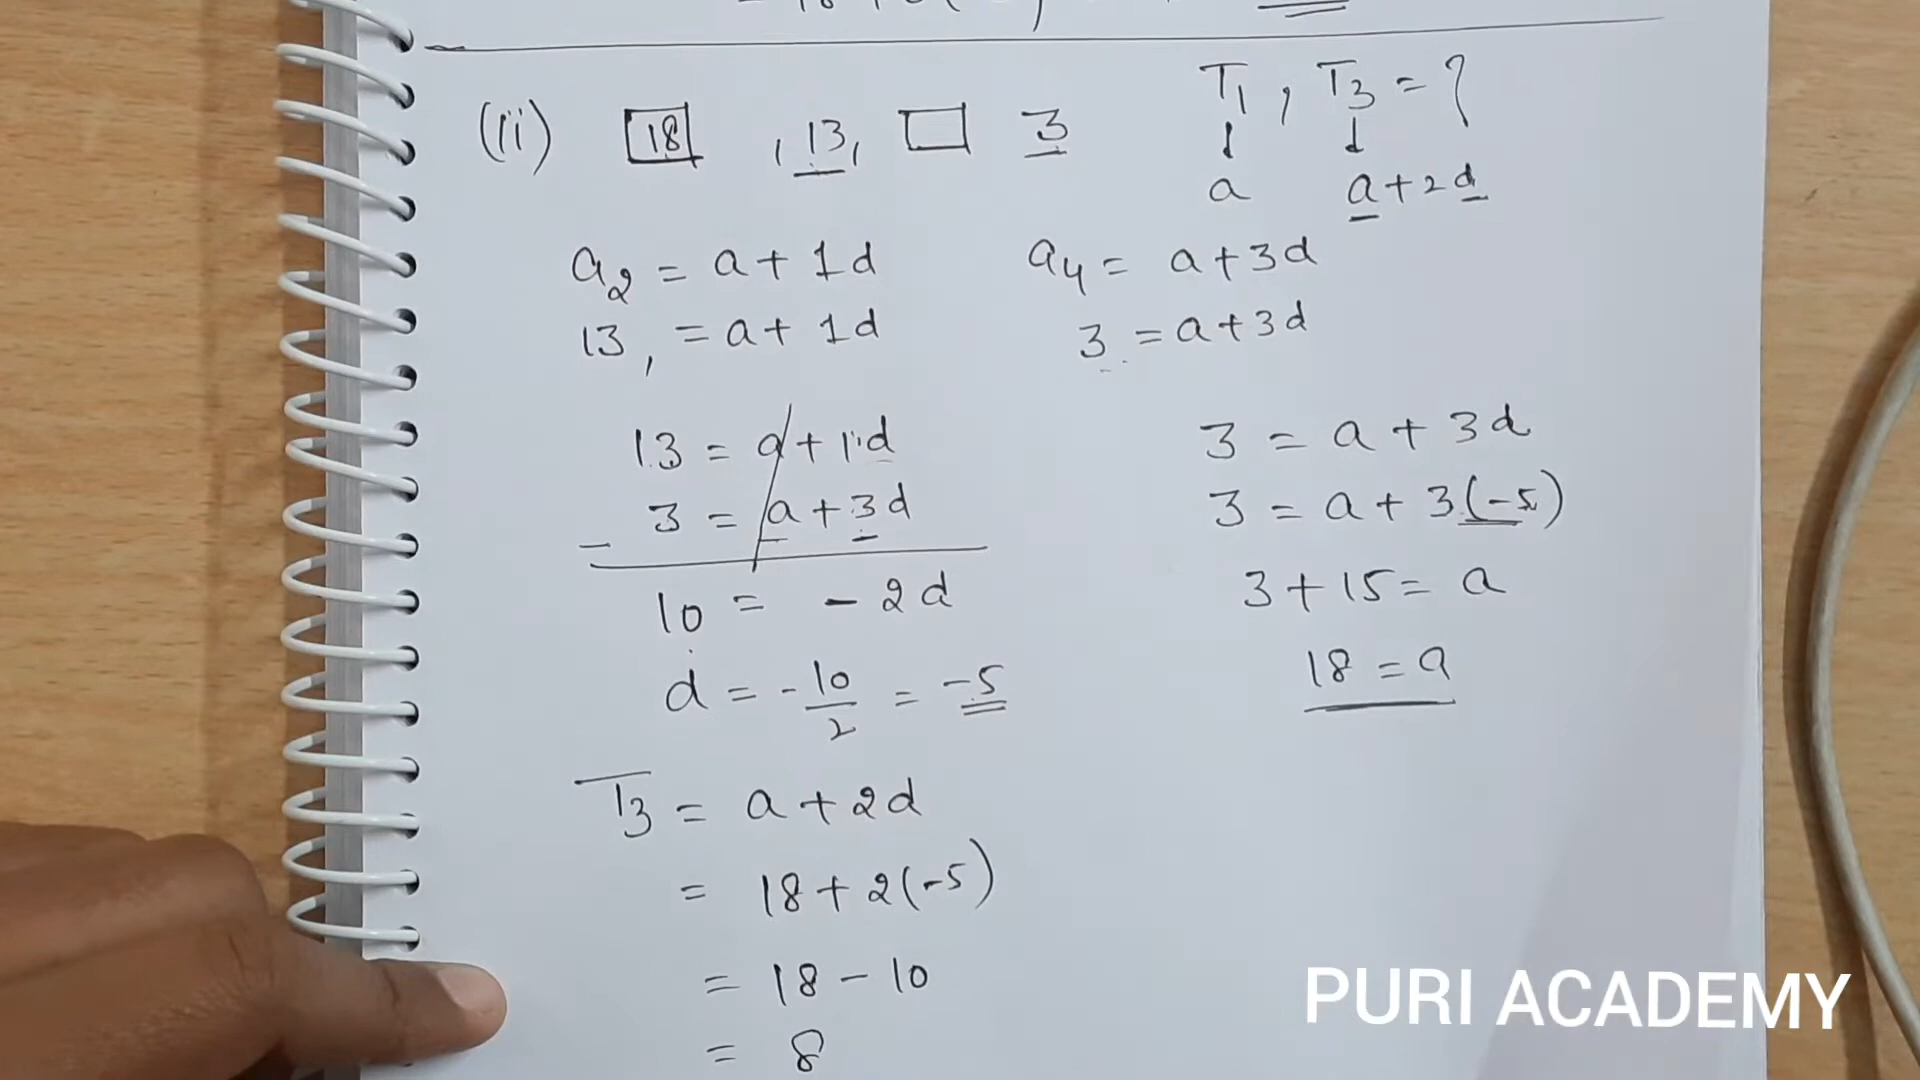 (ii) 18 , 13, 3
T1 , T3 = ?
a a + 2d
a2 = a + 1d
13 , = a + 1d
a4 = a + 3d
3 = a + 3d
13 = a + 1d
- 3 = a + 3d
10 = - 2d
d = - 10/2 = -5
3 = a + 3d
3 = a + 3(-5)
3 + 15 = a
18 = a
T3 = a + 2d
= 18 + 2(-5)
= 18 - 10
= 8
PURI ACADEMY